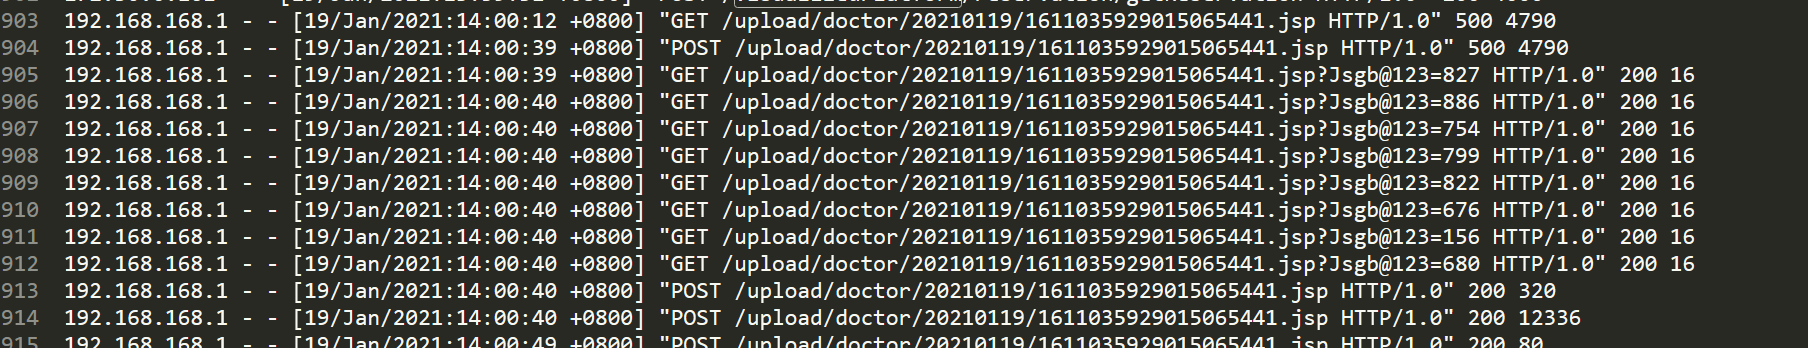 903 192.168.168.1 - - [19/Jan/2021:14:00:12 +0800] "GET /upload/doctor/20210119/1611035929015065441.jsp HTTP/1.0" 500 4790
904 192.168.168.1 - - [19/Jan/2021:14:00:39 +0800] "POST /upload/doctor/20210119/1611035929015065441.jsp HTTP/1.0" 500 4790
905 192.168.168.1 - - [19/Jan/2021:14:00:39 +0800] "GET /upload/doctor/20210119/1611035929015065441.jsp?Jsgb@123=827 HTTP/1.0" 200 16
906 192.168.168.1 - - [19/Jan/2021:14:00:40 +0800] "GET /upload/doctor/20210119/1611035929015065441.jsp?Jsgb@123=886 HTTP/1.0" 200 16
907 192.168.168.1 - - [19/Jan/2021:14:00:40 +0800] "GET /upload/doctor/20210119/1611035929015065441.jsp?Jsgb@123=754 HTTP/1.0" 200 16
908 192.168.168.1 - - [19/Jan/2021:14:00:40 +0800] "GET /upload/doctor/20210119/1611035929015065441.jsp?Jsgb@123=799 HTTP/1.0" 200 16
909 192.168.168.1 - - [19/Jan/2021:14:00:40 +0800] "GET /upload/doctor/20210119/1611035929015065441.jsp?Jsgb@123=822 HTTP/1.0" 200 16
910 192.168.168.1 - - [19/Jan/2021:14:00:40 +0800] "GET /upload/doctor/20210119/1611035929015065441.jsp?Jsgb@123=676 HTTP/1.0" 200 16
911 192.168.168.1 - - [19/Jan/2021:14:00:40 +0800] "GET /upload/doctor/20210119/1611035929015065441.jsp?Jsgb@123=156 HTTP/1.0" 200 16
912 192.168.168.1 - - [19/Jan/2021:14:00:40 +0800] "GET /upload/doctor/20210119/1611035929015065441.jsp?Jsgb@123=680 HTTP/1.0" 200 16
913 192.168.168.1 - - [19/Jan/2021:14:00:40 +0800] "POST /upload/doctor/20210119/1611035929015065441.jsp HTTP/1.0" 200 320
914 192.168.168.1 - - [19/Jan/2021:14:00:40 +0800] "POST /upload/doctor/20210119/1611035929015065441.jsp HTTP/1.0" 200 12336
915 192.168.168.1 - - [19/Jan/2021:14:00:49 +0800] "POST /upload/doctor/20210119/1611035929015065441.jsp HTTP/1.0" 200 80